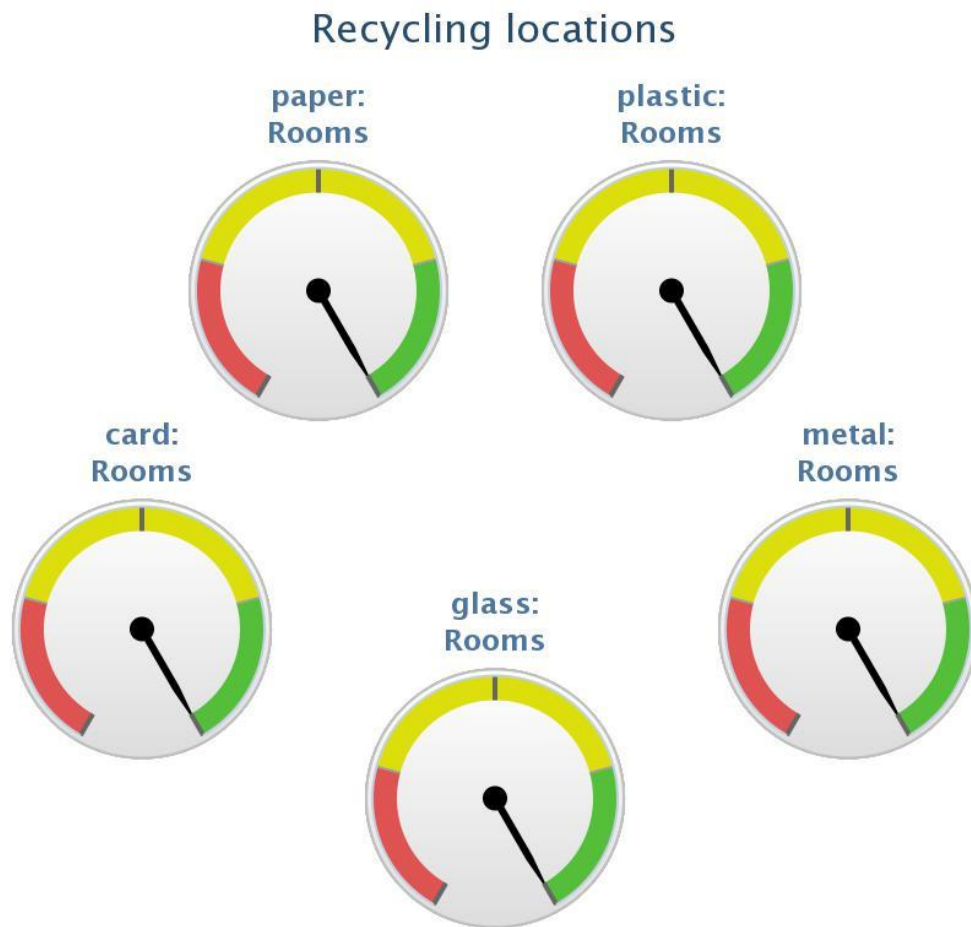 Recycling locations
paper:
Rooms
plastic:
Rooms
card:
Rooms
metal:
Rooms
glass:
Rooms